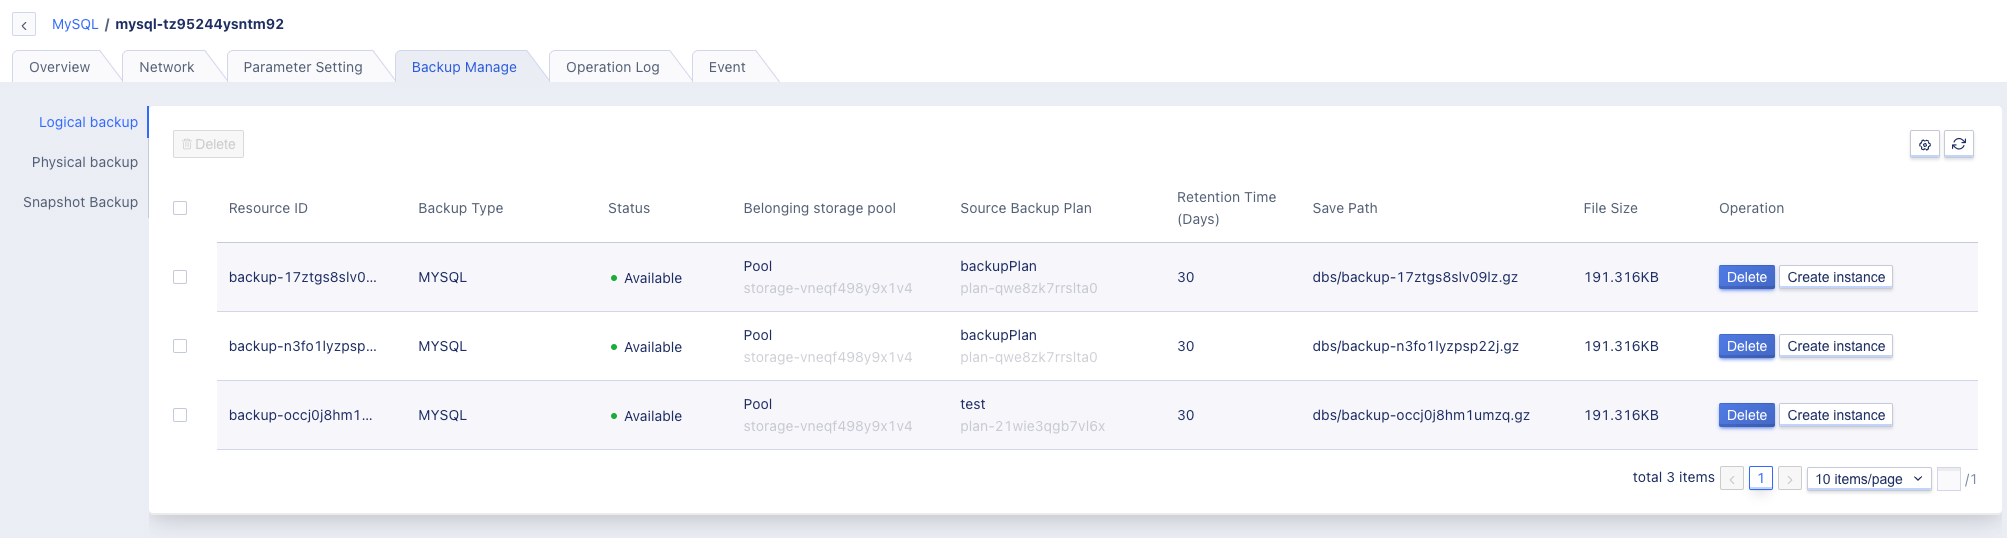 MySQL / mysql-tz95244ysntm92
Overview Network Parameter Setting Backup Manage Operation Log Event
Logical backup
Physical backup
Snapshot Backup
Delete
Resource ID Backup Type Status Belonging storage pool Source Backup Plan Retention Time (Days) Save Path File Size Operation
backup-17ztgs8slv0... MYSQL Available Pool backupPlan 30 dbs/backup-17ztgs8slv09lz.gz 191.316KB Delete Create instance
storage-vneqf498y9x1v4 plan-qwe8zk7rrslta0
backup-n3fo1lyzpsp... MYSQL Available Pool backupPlan 30 dbs/backup-n3fo1lyzpsp22j.gz 191.316KB Delete Create instance
storage-vneqf498y9x1v4 plan-qwe8zk7rrslta0
backup-occj0j8hm1... MYSQL Available Pool test 30 dbs/backup-occj0j8hm1umzq.gz 191.316KB Delete Create instance
storage-vneqf498y9x1v4 plan-21wie3qgb7vl6x
total 3 items 1 10 items/page /1